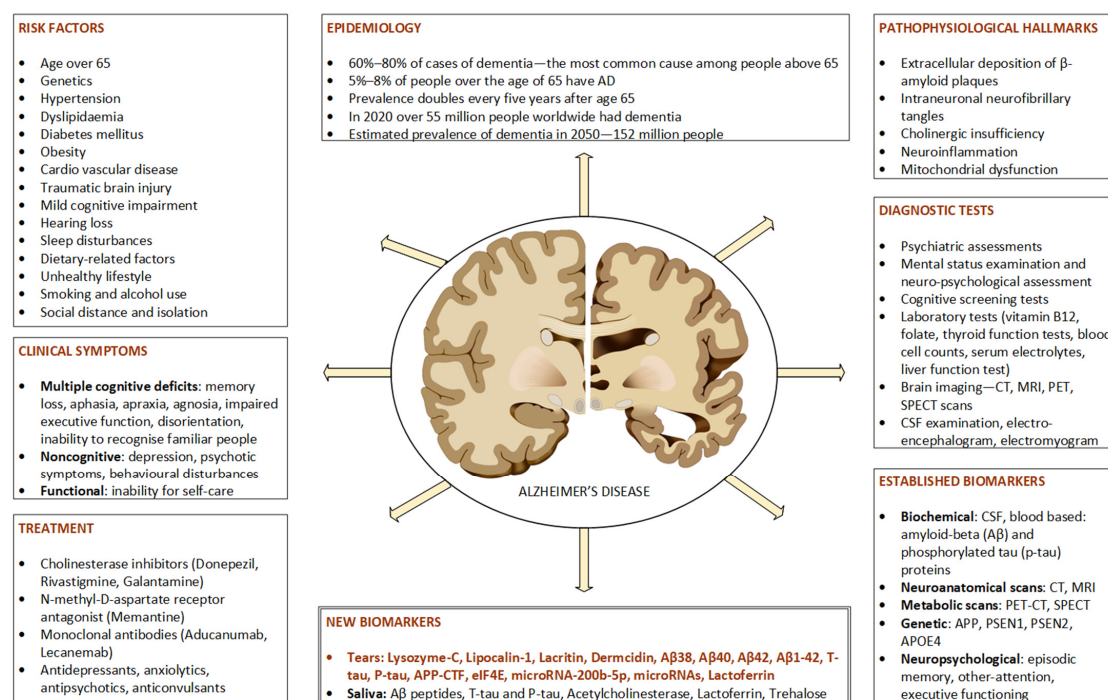 RISK FACTORS
• Age over 65
• Genetics
• Hypertension
• Dyslipidaemia
• Diabetes mellitus
• Obesity
• Cardio vascular disease
• Traumatic brain injury
• Mild cognitive impairment
• Hearing loss
• Sleep disturbances
• Dietary-related factors
• Unhealthy lifestyle
• Smoking and alcohol use
• Social distance and isolation
CLINICAL SYMPTOMS
• Multiple cognitive deficits: memory
loss, aphasia, apraxia, agnosia, impaired
executive function, disorientation,
inability to recognise familiar people
• Noncognitive: depression, psychotic
symptoms, behavioural disturbances
• Functional: inability for self-care
TREATMENT
• Cholinesterase inhibitors (Donepezil,
Rivastigmine, Galantamine)
• N-methyl-D-aspartate receptor
antagonist (Memantine)
• Monoclonal antibodies (Aducanumab,
Lecanemab)
• Antidepressants, anxiolytics,
antipsychotics, anticonvulsants
EPIDEMIOLOGY
• 60%–80% of cases of dementia—the most common cause among people above 65
• 5%–8% of people over the age of 65 have AD
• Prevalence doubles every five years after age 65
• In 2020 over 55 million people worldwide had dementia
• Estimated prevalence of dementia in 2050—152 million people
ALZHEIMER'S DISEASE
NEW BIOMARKERS
• Tears: Lysozyme-C, Lipocalin-1, Lacritin, Dermcidin, Aβ38, Aβ40, Aβ42, Aβ1-42, T-
tau, P-tau, APP-CTF, eIF4E, microRNA-200b-5p, microRNAs, Lactoferrin
• Saliva: Aβ peptides, T-tau and P-tau, Acetylcholinesterase, Lactoferrin, Trehalose
PATHOPHYSIOLOGICAL HALLMARKS
• Extracellular deposition of β-
amyloid plaques
• Intraneuronal neurofibrillary
tangles
• Cholinergic insufficiency
• Neuroinflammation
• Mitochondrial dysfunction
DIAGNOSTIC TESTS
• Psychiatric assessments
• Mental status examination and
neuro-psychological assessment
• Cognitive screening tests
• Laboratory tests (vitamin B12,
folate, thyroid function tests, blood
cell counts, serum electrolytes,
liver function test)
• Brain imaging—CT, MRI, PET,
SPECT scans
• CSF examination, electro-
encephalogram, electromyogram
ESTABLISHED BIOMARKERS
• Biochemical: CSF, blood based:
amyloid-beta (Aβ) and
phosphorylated tau (p-tau)
proteins
• Neuroanatomical scans: CT, MRI
• Metabolic scans: PET-CT, SPECT
• Genetic: APP, PSEN1, PSEN2,
APOE4
• Neuropsychological: episodic
memory, other-attention,
executive functioning